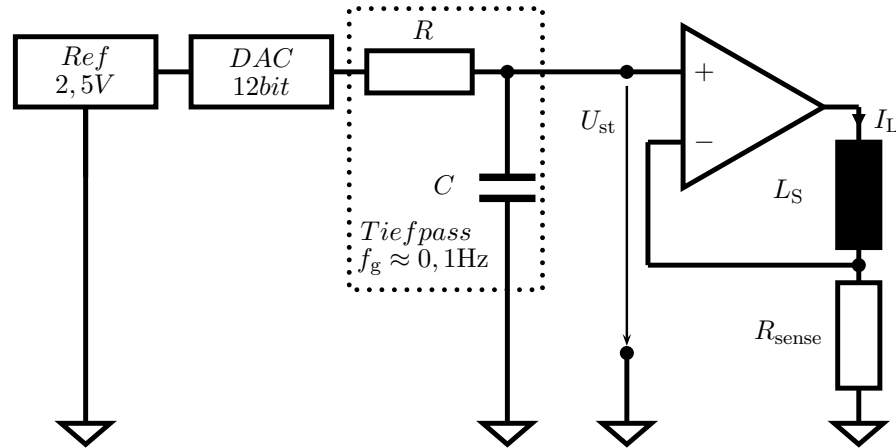 Ref
2, 5V
DAC
12bit
R
C
Tiefpass
f_g ≈ 0, 1Hz
U_st
+
−
I_L
L_S
R_sense